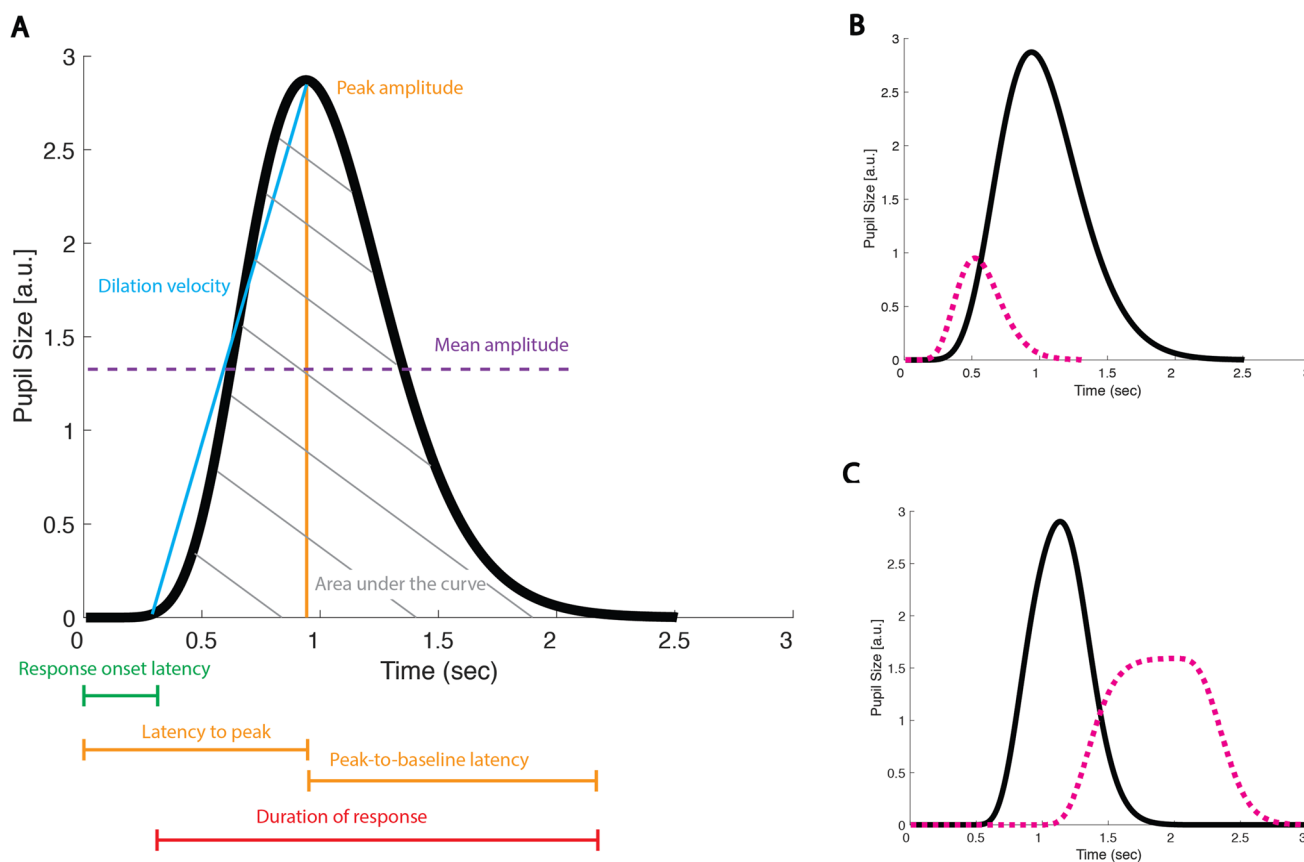 A
3
2.5
2
1.5
1
0.5
0
Pupil Size [a.u.]
Peak amplitude
Dilation velocity
Mean amplitude
Area under the curve
0 0.5 1 1.5 2 2.5 3
Time (sec)
Response onset latency
Latency to peak
Peak-to-baseline latency
Duration of response
B
3
2.5
2
1.5
1
0.5
0
Pupil Size [a.u.]
0 0.5 1 1.5 2 2.5 3
Time (sec)
C
3
2.5
2
1.5
1
0.5
0
Pupil Size [a.u.]
0 0.5 1 1.5 2 2.5 3
Time (sec)